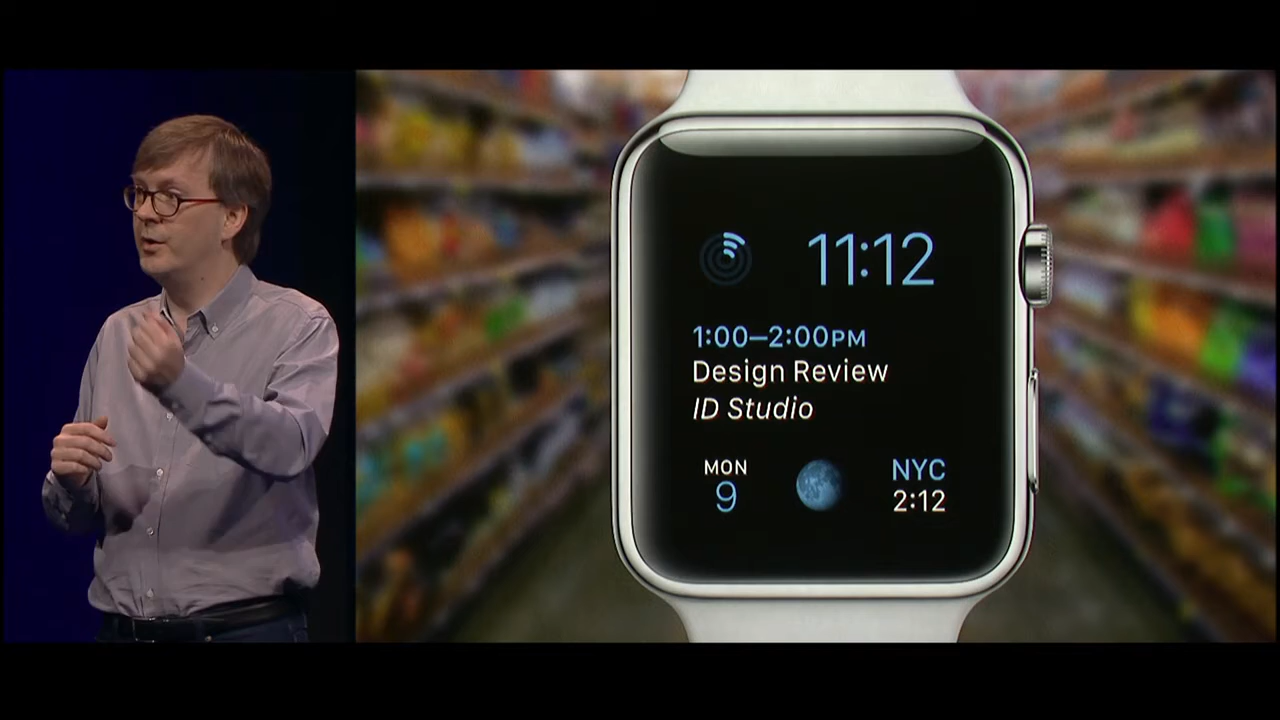 11:12
1:00–2:00PM
Design Review
ID Studio
MON
9
NYC
2:12